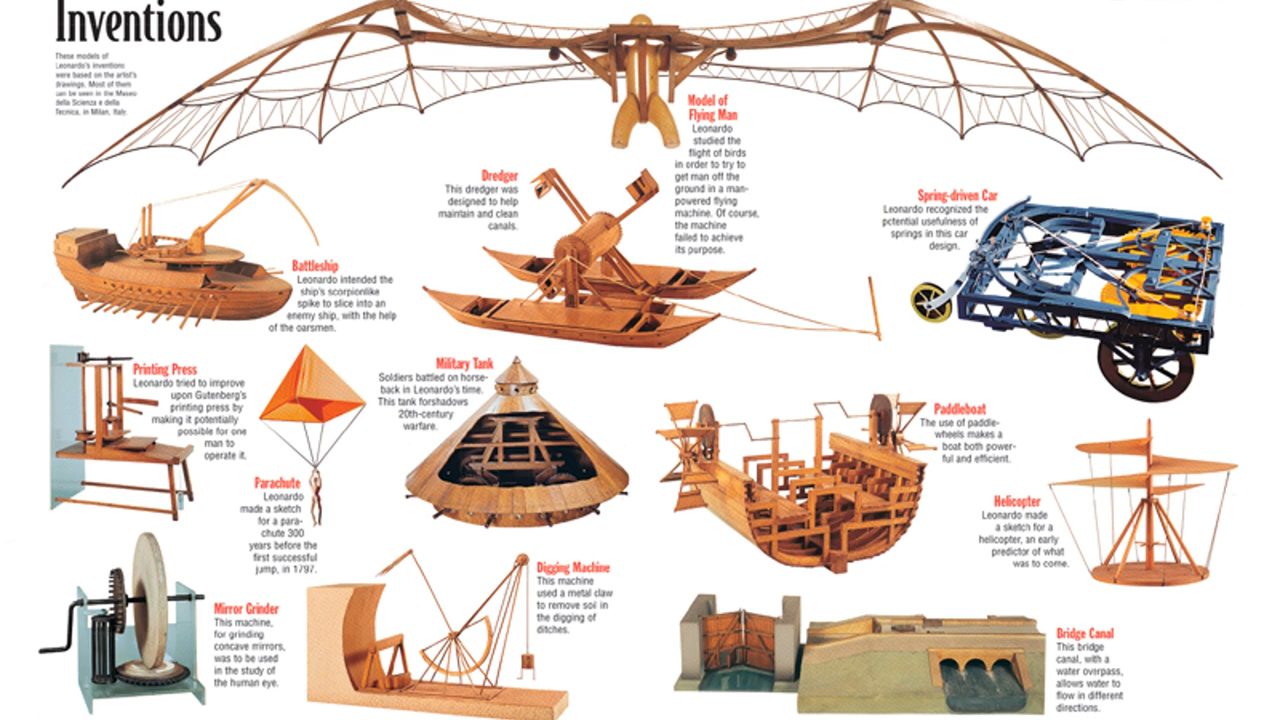 Inventions
These models of
Leonardo's inventions
were based on the artist's
drawings. Most of them
can be seen in the Museo
della Scienza e della
Tecnica, in Milan, Italy.
Model of
Flying Man
Leonardo
studied the
flight of birds
in order to try to
get man off the
ground in a man-
powered flying
machine. Of course,
the machine
failed to achieve
its purpose.
Dredger
This dredger was
designed to help
maintain and clean
canals.
Spring-driven Car
Leonardo recognized the
potential usefulness of
springs in this car
design.
Battleship
Leonardo intended the
ship's scorpionlike
spike to slice into an
enemy ship, with the help
of the oarsmen.
Printing Press
Leonardo tried to improve
upon Gutenberg's
printing press by
making it potentially
possible for one
man to
operate it.
Military Tank
Soldiers battled on horse-
back in Leonardo's time.
This tank forshadows
20th-century
warfare.
Paddleboat
The use of paddle-
wheels makes a
boat both power-
ful and efficient.
Parachute
Leonardo
made a sketch
for a para-
chute 300
years before the
first successful
jump, in 1797.
Helicopter
Leonardo made
a sketch for a
helicopter, an early
predictor of what
was to come.
Mirror Grinder
This machine,
for grinding
concave mirrors,
was to be used
in the study of
the human eye.
Digging Machine
This machine
used a metal claw
to remove soil in
the digging of
ditches.
Bridge Canal
This bridge
canal, with a
water overpass,
allows water to
flow in different
directions.